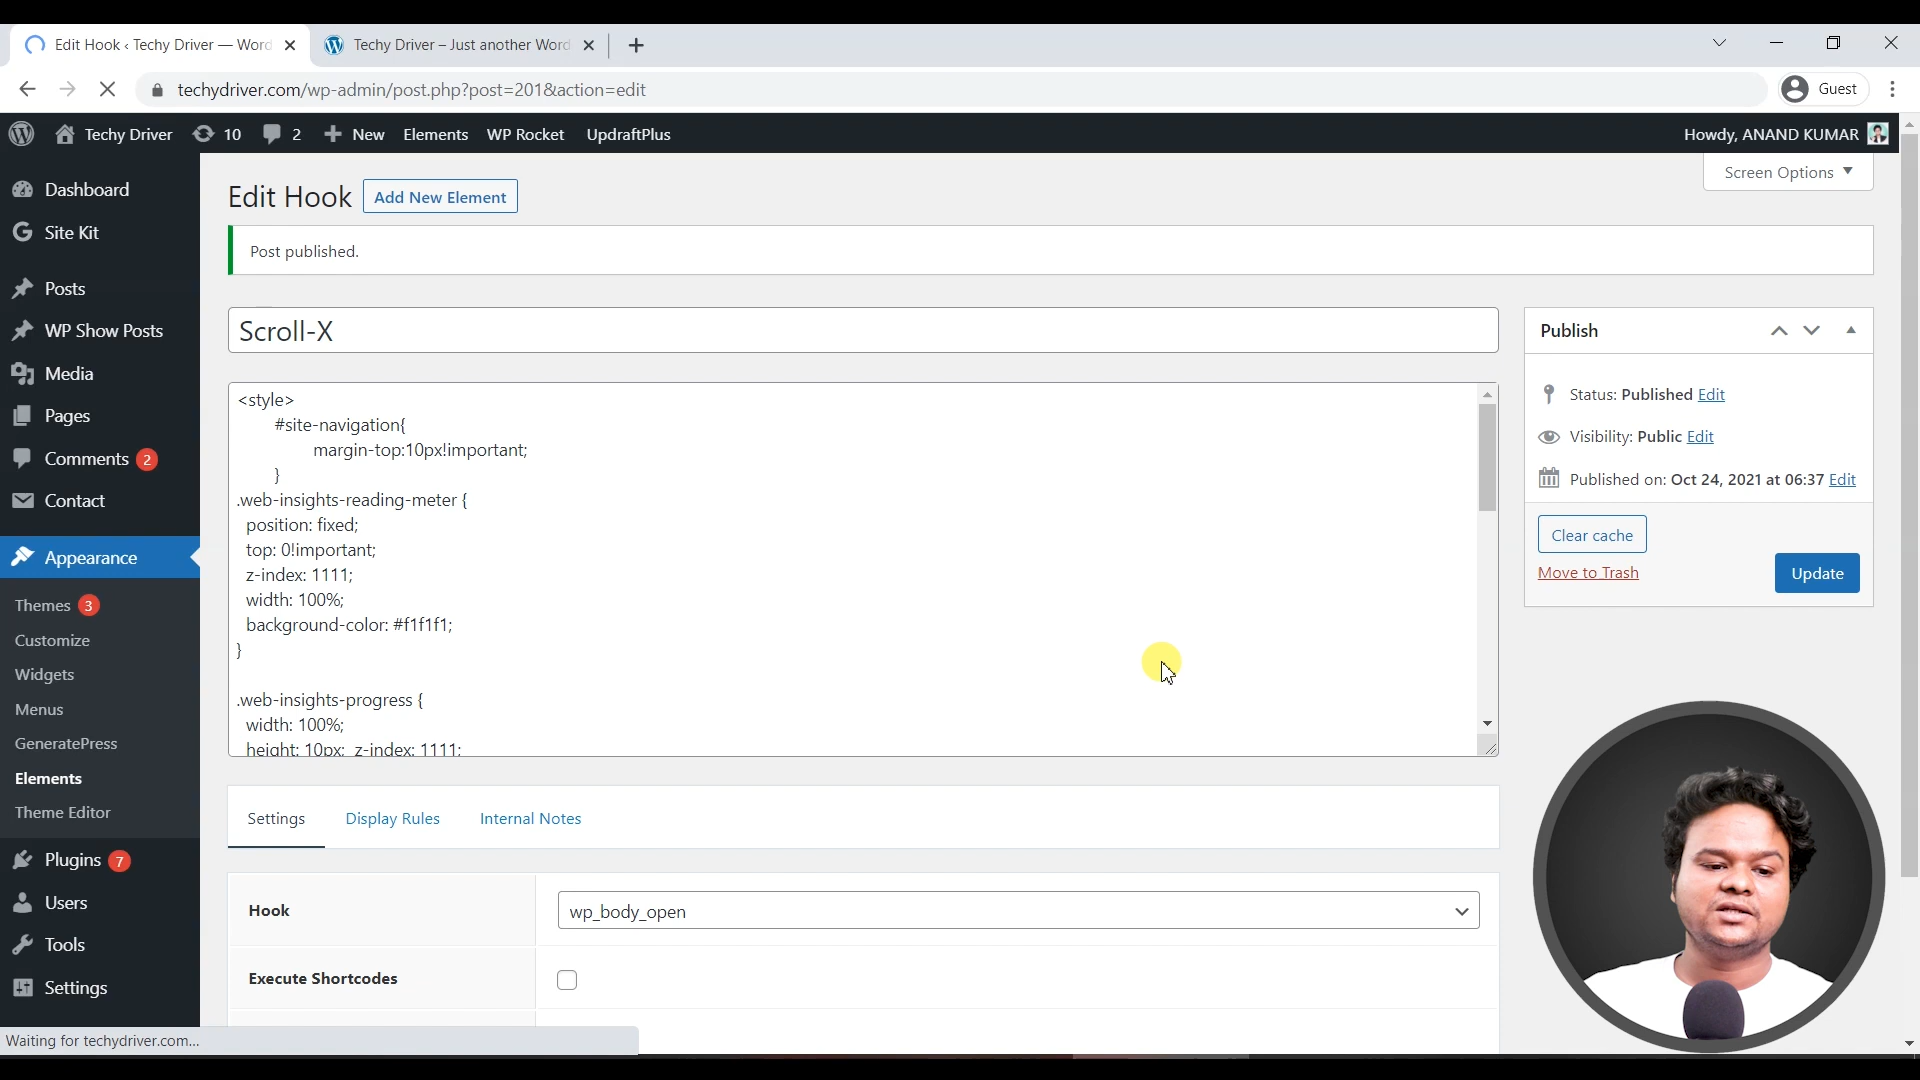 Edit Hook ‹ Techy Driver — Word
Techy Driver – Just another Word
techydriver.com/wp-admin/post.php?post=201&action=edit
Guest
Techy Driver
10
2
New
Elements
WP Rocket
UpdraftPlus
Howdy, ANAND KUMAR
Screen Options
Dashboard
Site Kit
Posts
WP Show Posts
Media
Pages
Comments 2
Contact
Appearance
Themes 3
Customize
Widgets
Menus
GeneratePress
Elements
Theme Editor
Plugins 7
Users
Tools
Settings
Edit Hook
Add New Element
Post published.
Scroll-X
<style>
#site-navigation{
margin-top:10px!important;
}
.web-insights-reading-meter {
position: fixed;
top: 0!important;
z-index: 1111;
width: 100%;
background-color: #f1f1f1;
}
.web-insights-progress {
width: 100%;
height: 10px; z-index: 1111;
Publish
Status: Published Edit
Visibility: Public Edit
Published on: Oct 24, 2021 at 06:37 Edit
Clear cache
Move to Trash
Update
Settings
Display Rules
Internal Notes
Hook
wp_body_open
Execute Shortcodes
Waiting for techydriver.com...